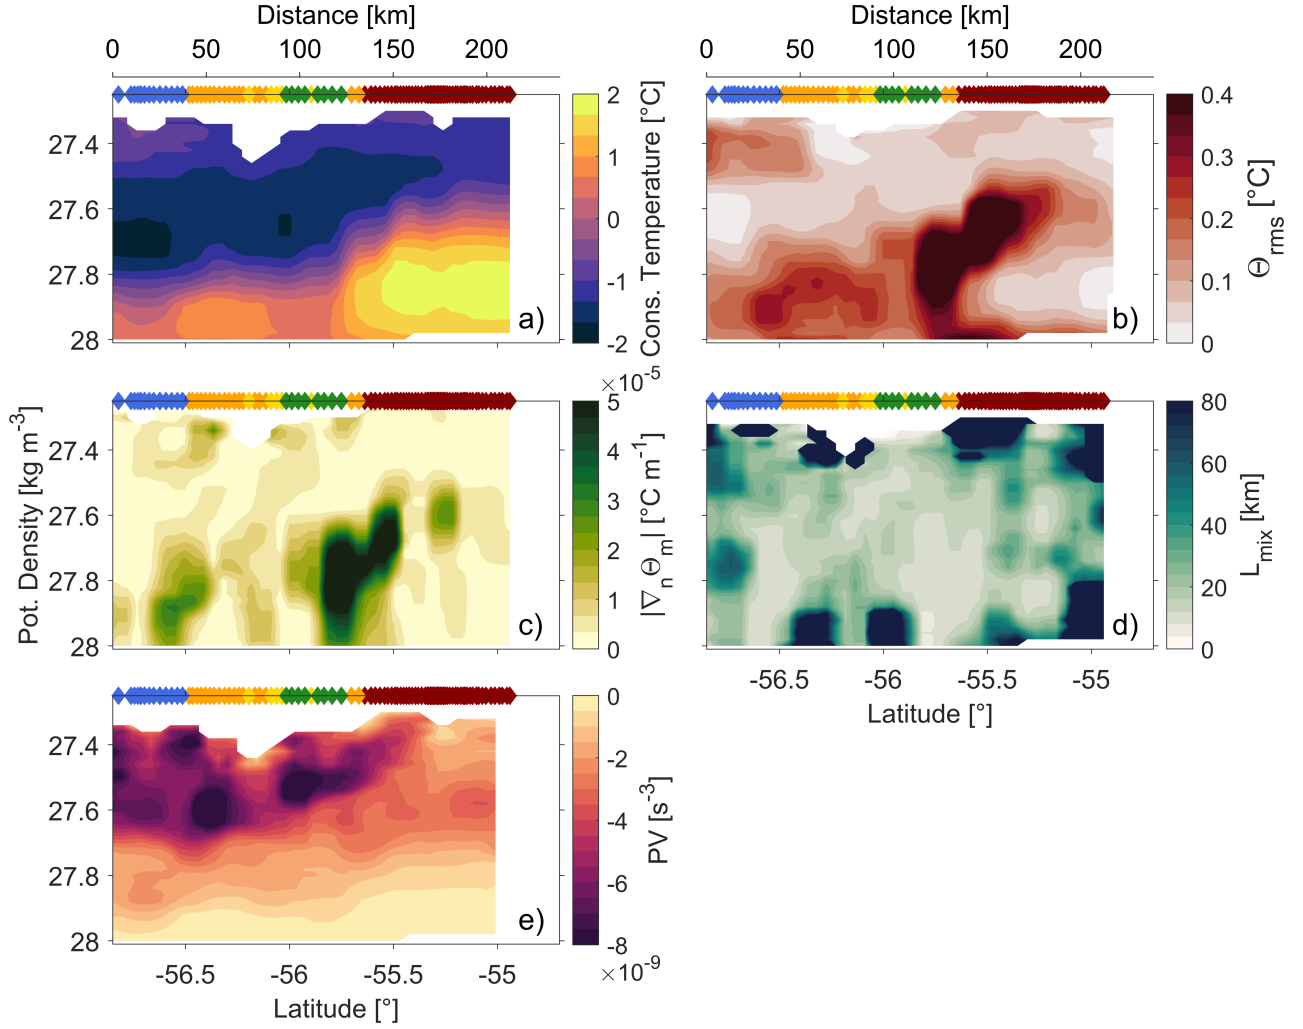 Distance [km]
0 50 100 150 200
27.4
27.6
27.8
28
a)
2
1
0
-1
-2
Cons. Temperature [°C]
Distance [km]
0 50 100 150 200
b)
0.4
0.3
0.2
0.1
0
Θrms [°C]
Pot. Density [kg m-3]
27.4
27.6
27.8
28
c)
×10-5
5
4
3
2
1
0
|∇n Θm| [°C m-1]
d)
80
60
40
20
0
Lmix [km]
-56.5 -56 -55.5 -55
Latitude [°]
27.4
27.6
27.8
28
e)
0
-2
-4
-6
-8
×10-9
PV [s-3]
-56.5 -56 -55.5 -55
Latitude [°]